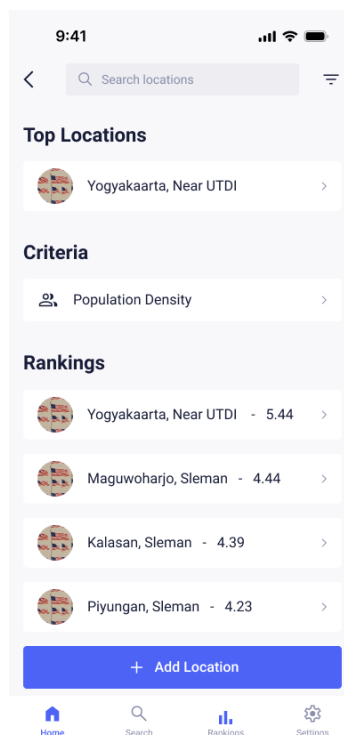 9:41
Search locations
Top Locations
Yogyakaarta, Near UTDI
Criteria
Population Density
Rankings
Yogyakaarta, Near UTDI - 5.44
Maguwoharjo, Sleman - 4.44
Kalasan, Sleman - 4.39
Piyungan, Sleman - 4.23
+ Add Location
Home Search Rankings Settings